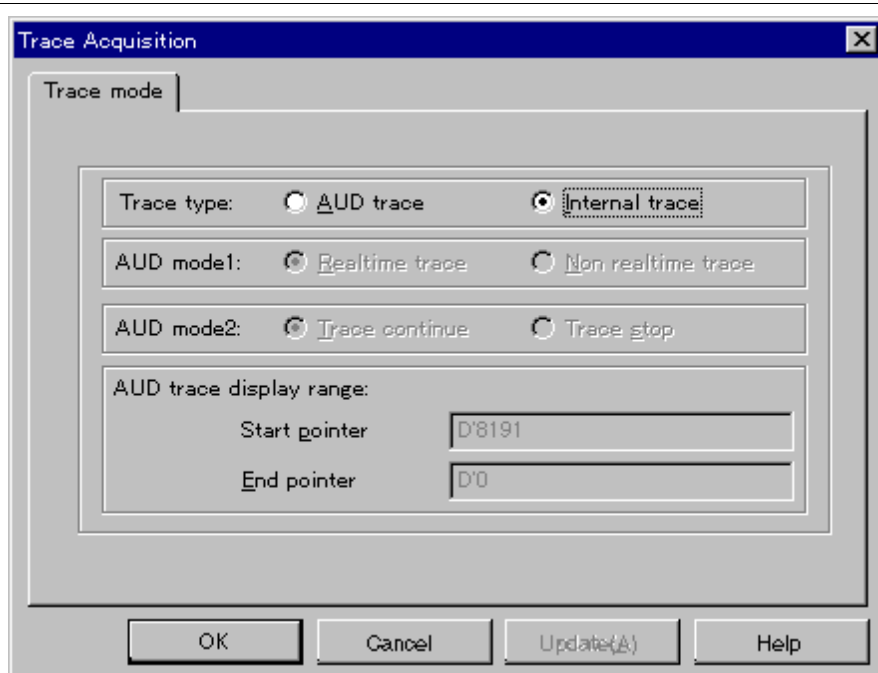 Trace Acquisition
Trace mode
Trace type: AUD trace Internal trace
AUD mode1: Realtime trace Non realtime trace
AUD mode2: Trace continue Trace stop
AUD trace display range:
Start pointer D'8191
End pointer D'0
OK Cancel Update(A) Help